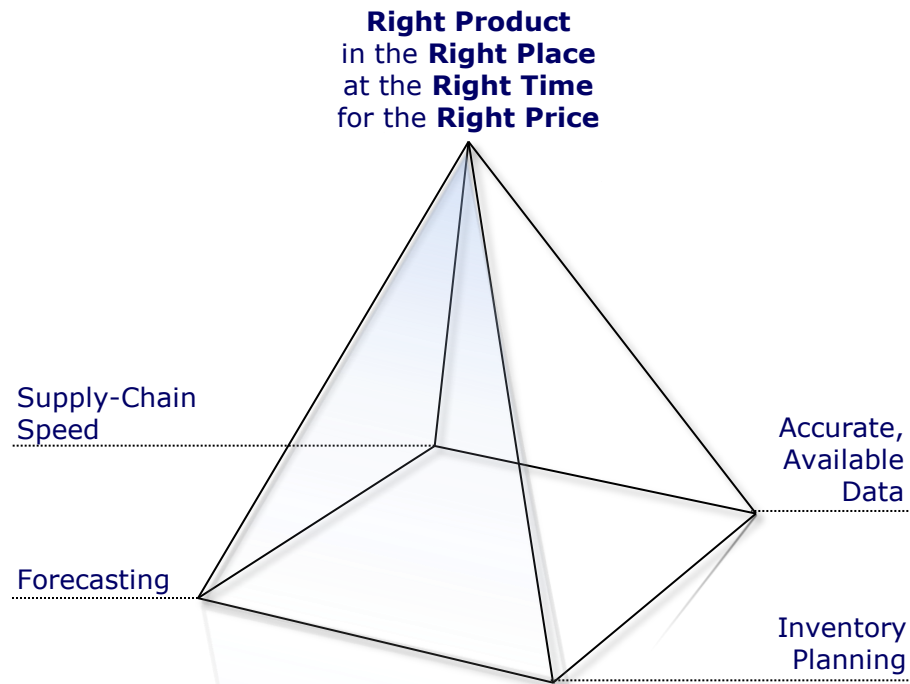 Right Product
in the Right Place
at the Right Time
for the Right Price
Supply-Chain
Speed
Accurate,
Available
Data
Forecasting
Inventory
Planning